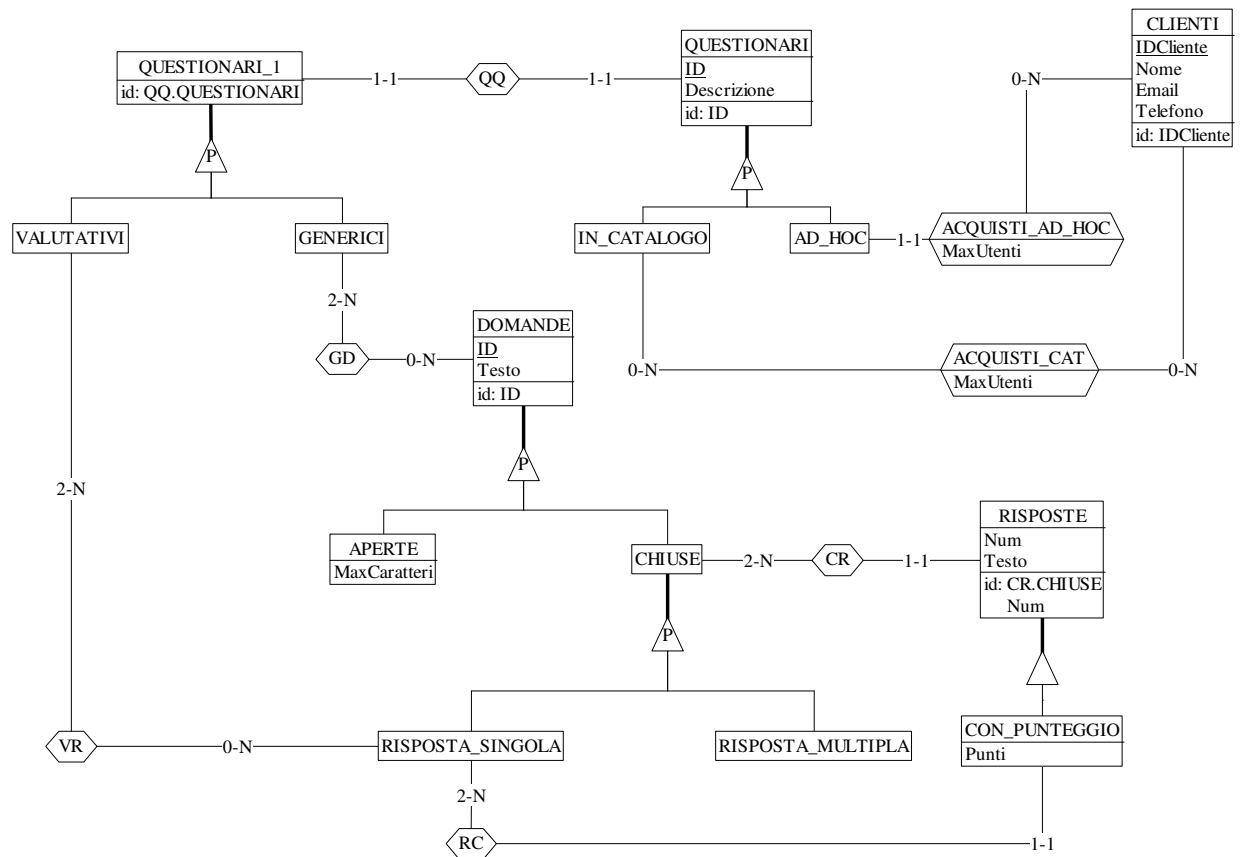 CLIENTI
IDCliente
Nome
Email
Telefono
id: IDCliente
QUESTIONARI
ID
Descrizione
id: ID
QUESTIONARI_1
id: QQ.QUESTIONARI
1-1
QQ
1-1
0-N
P
P
VALUTATIVI
GENERICI
IN_CATALOGO
AD_HOC
1-1
ACQUISTI_AD_HOC
MaxUtenti
2-N
DOMANDE
ID
Testo
id: ID
GD
0-N
0-N
ACQUISTI_CAT
MaxUtenti
0-N
P
2-N
APERTE
MaxCaratteri
CHIUSE
2-N
CR
1-1
RISPOSTE
Num
Testo
id: CR.CHIUSE
Num
P
VR
0-N
RISPOSTA_SINGOLA
RISPOSTA_MULTIPLA
CON_PUNTEGGIO
Punti
2-N
RC
1-1